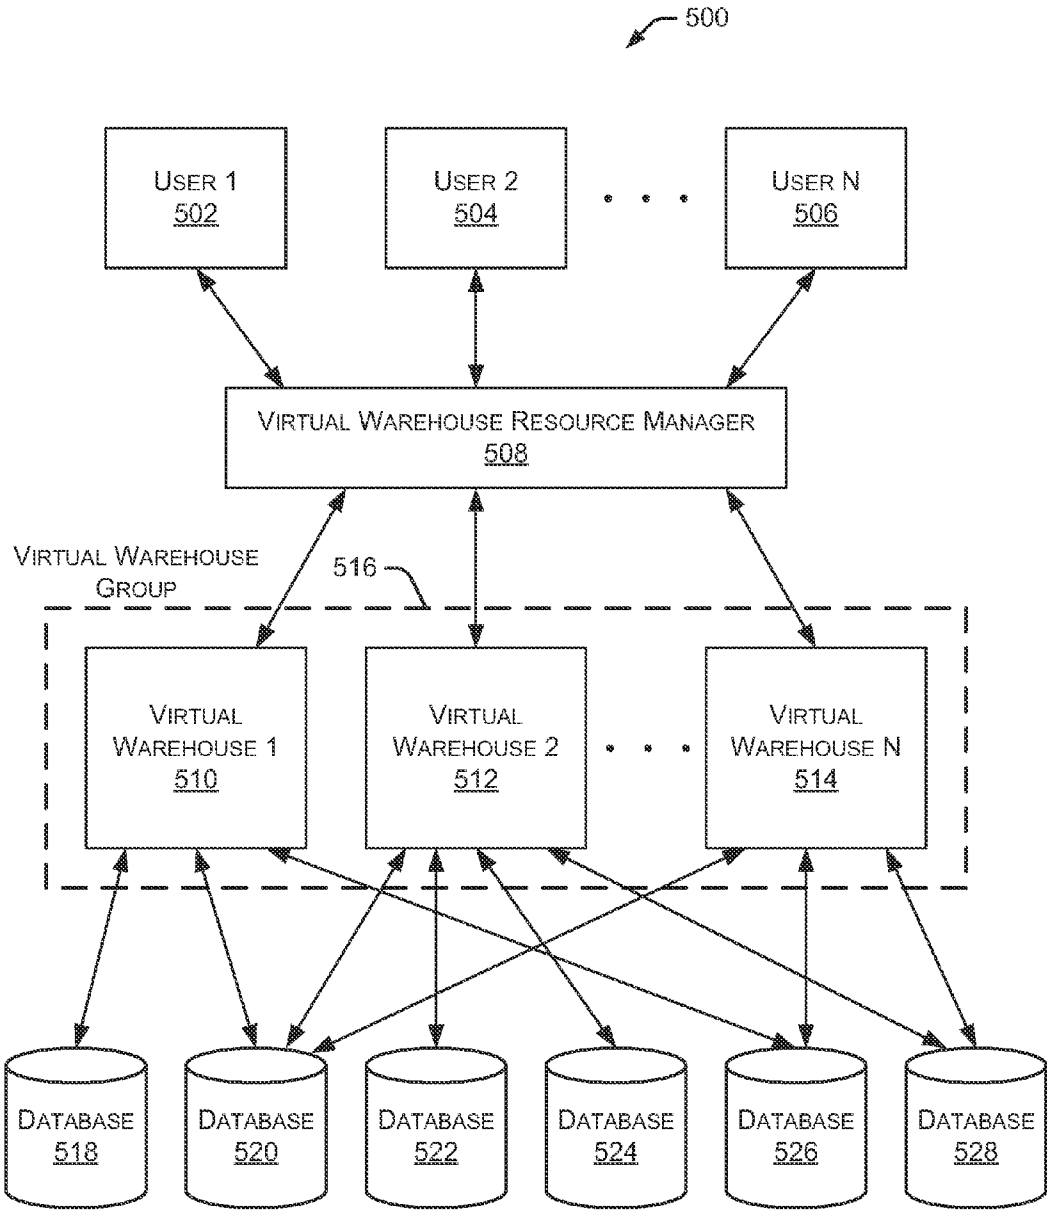 500
USER 1
502
USER 2
504
. . .
USER N
506
VIRTUAL WAREHOUSE RESOURCE MANAGER
508
VIRTUAL WAREHOUSE
GROUP
516
VIRTUAL
WAREHOUSE 1
510
VIRTUAL
WAREHOUSE 2
512
. . .
VIRTUAL
WAREHOUSE N
514
DATABASE
518
DATABASE
520
DATABASE
522
DATABASE
524
DATABASE
526
DATABASE
528